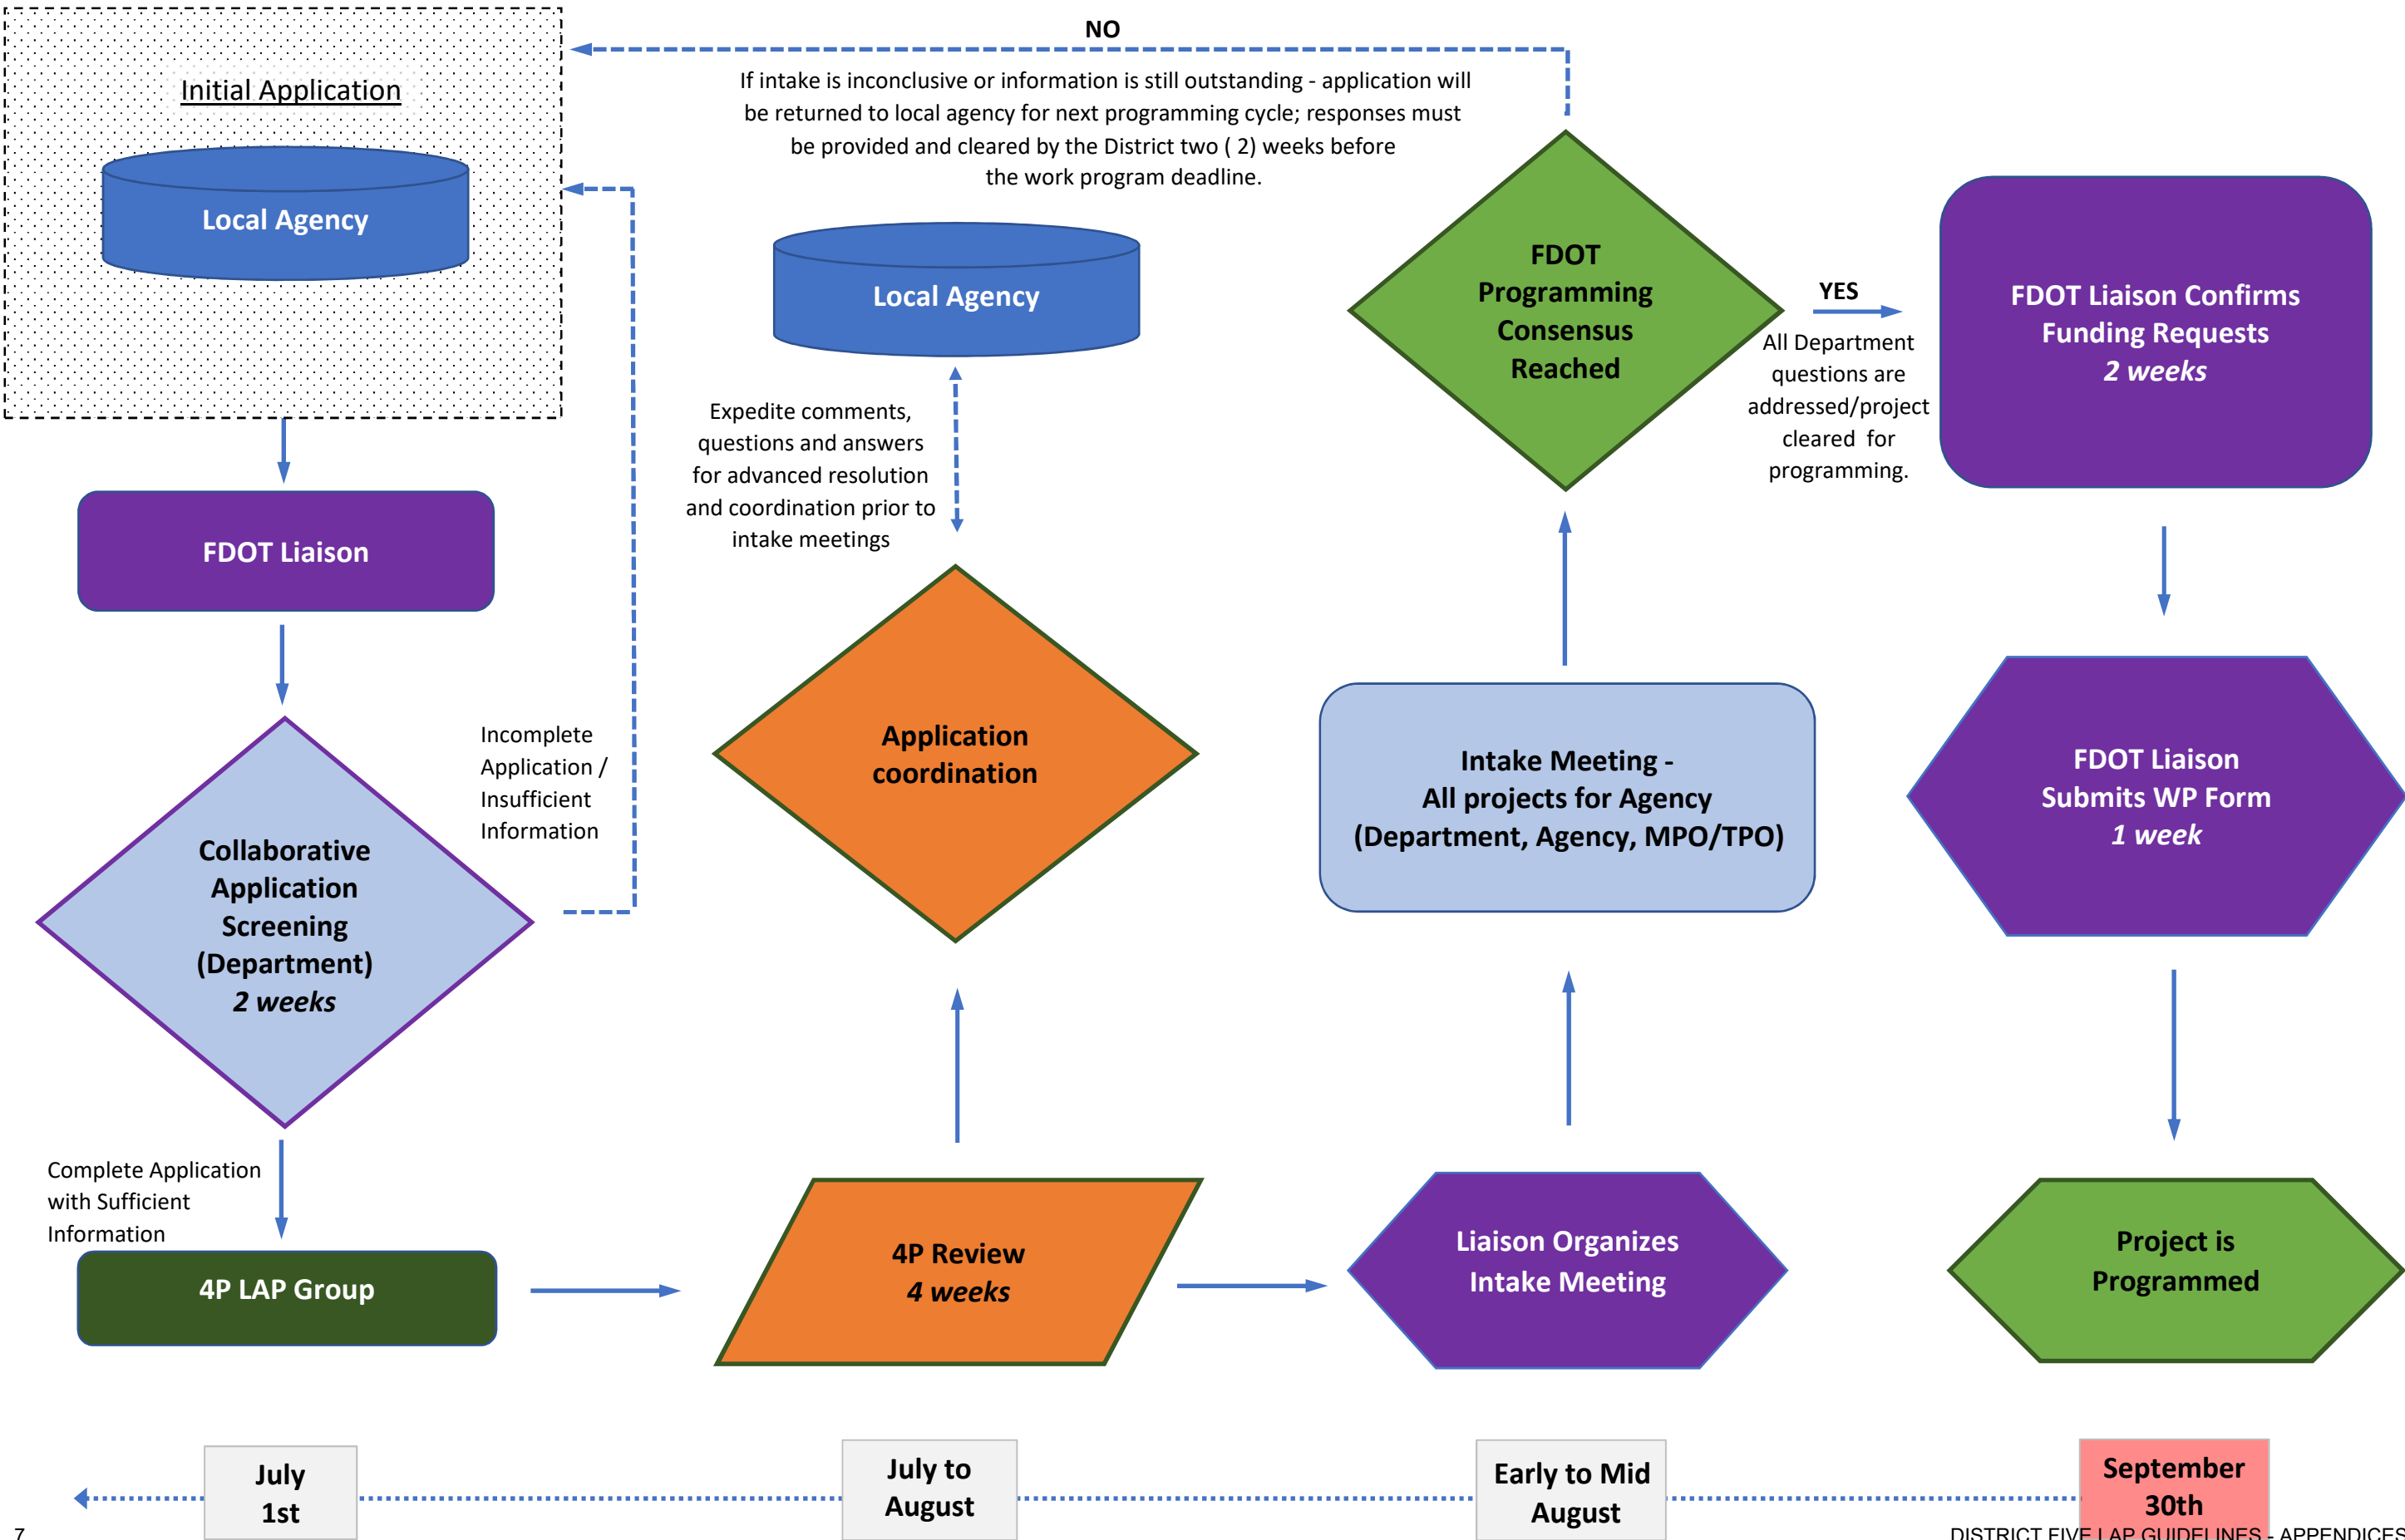 NO
If intake is inconclusive or information is still outstanding - application will
be returned to local agency for next programming cycle; responses must
be provided and cleared by the District two ( 2) weeks before
the work program deadline.
Initial Application
Local Agency
FDOT Liaison
Collaborative
Application
Screening
(Department)
2 weeks
Incomplete
Application /
Insufficient
Information
Complete Application
with Sufficient
Information
4P LAP Group
Local Agency
Expedite comments,
questions and answers
for advanced resolution
and coordination prior to
intake meetings
Application
coordination
4P Review
4 weeks
FDOT
Programming
Consensus
Reached
YES
All Department
questions are
addressed/project
cleared for
programming.
Intake Meeting -
All projects for Agency
(Department, Agency, MPO/TPO)
Liaison Organizes
Intake Meeting
FDOT Liaison Confirms
Funding Requests
2 weeks
FDOT Liaison
Submits WP Form
1 week
Project is
Programmed
July
1st
July to
August
Early to Mid
August
September
30th
7
DISTRICT FIVE LAP GUIDELINES - APPENDICES